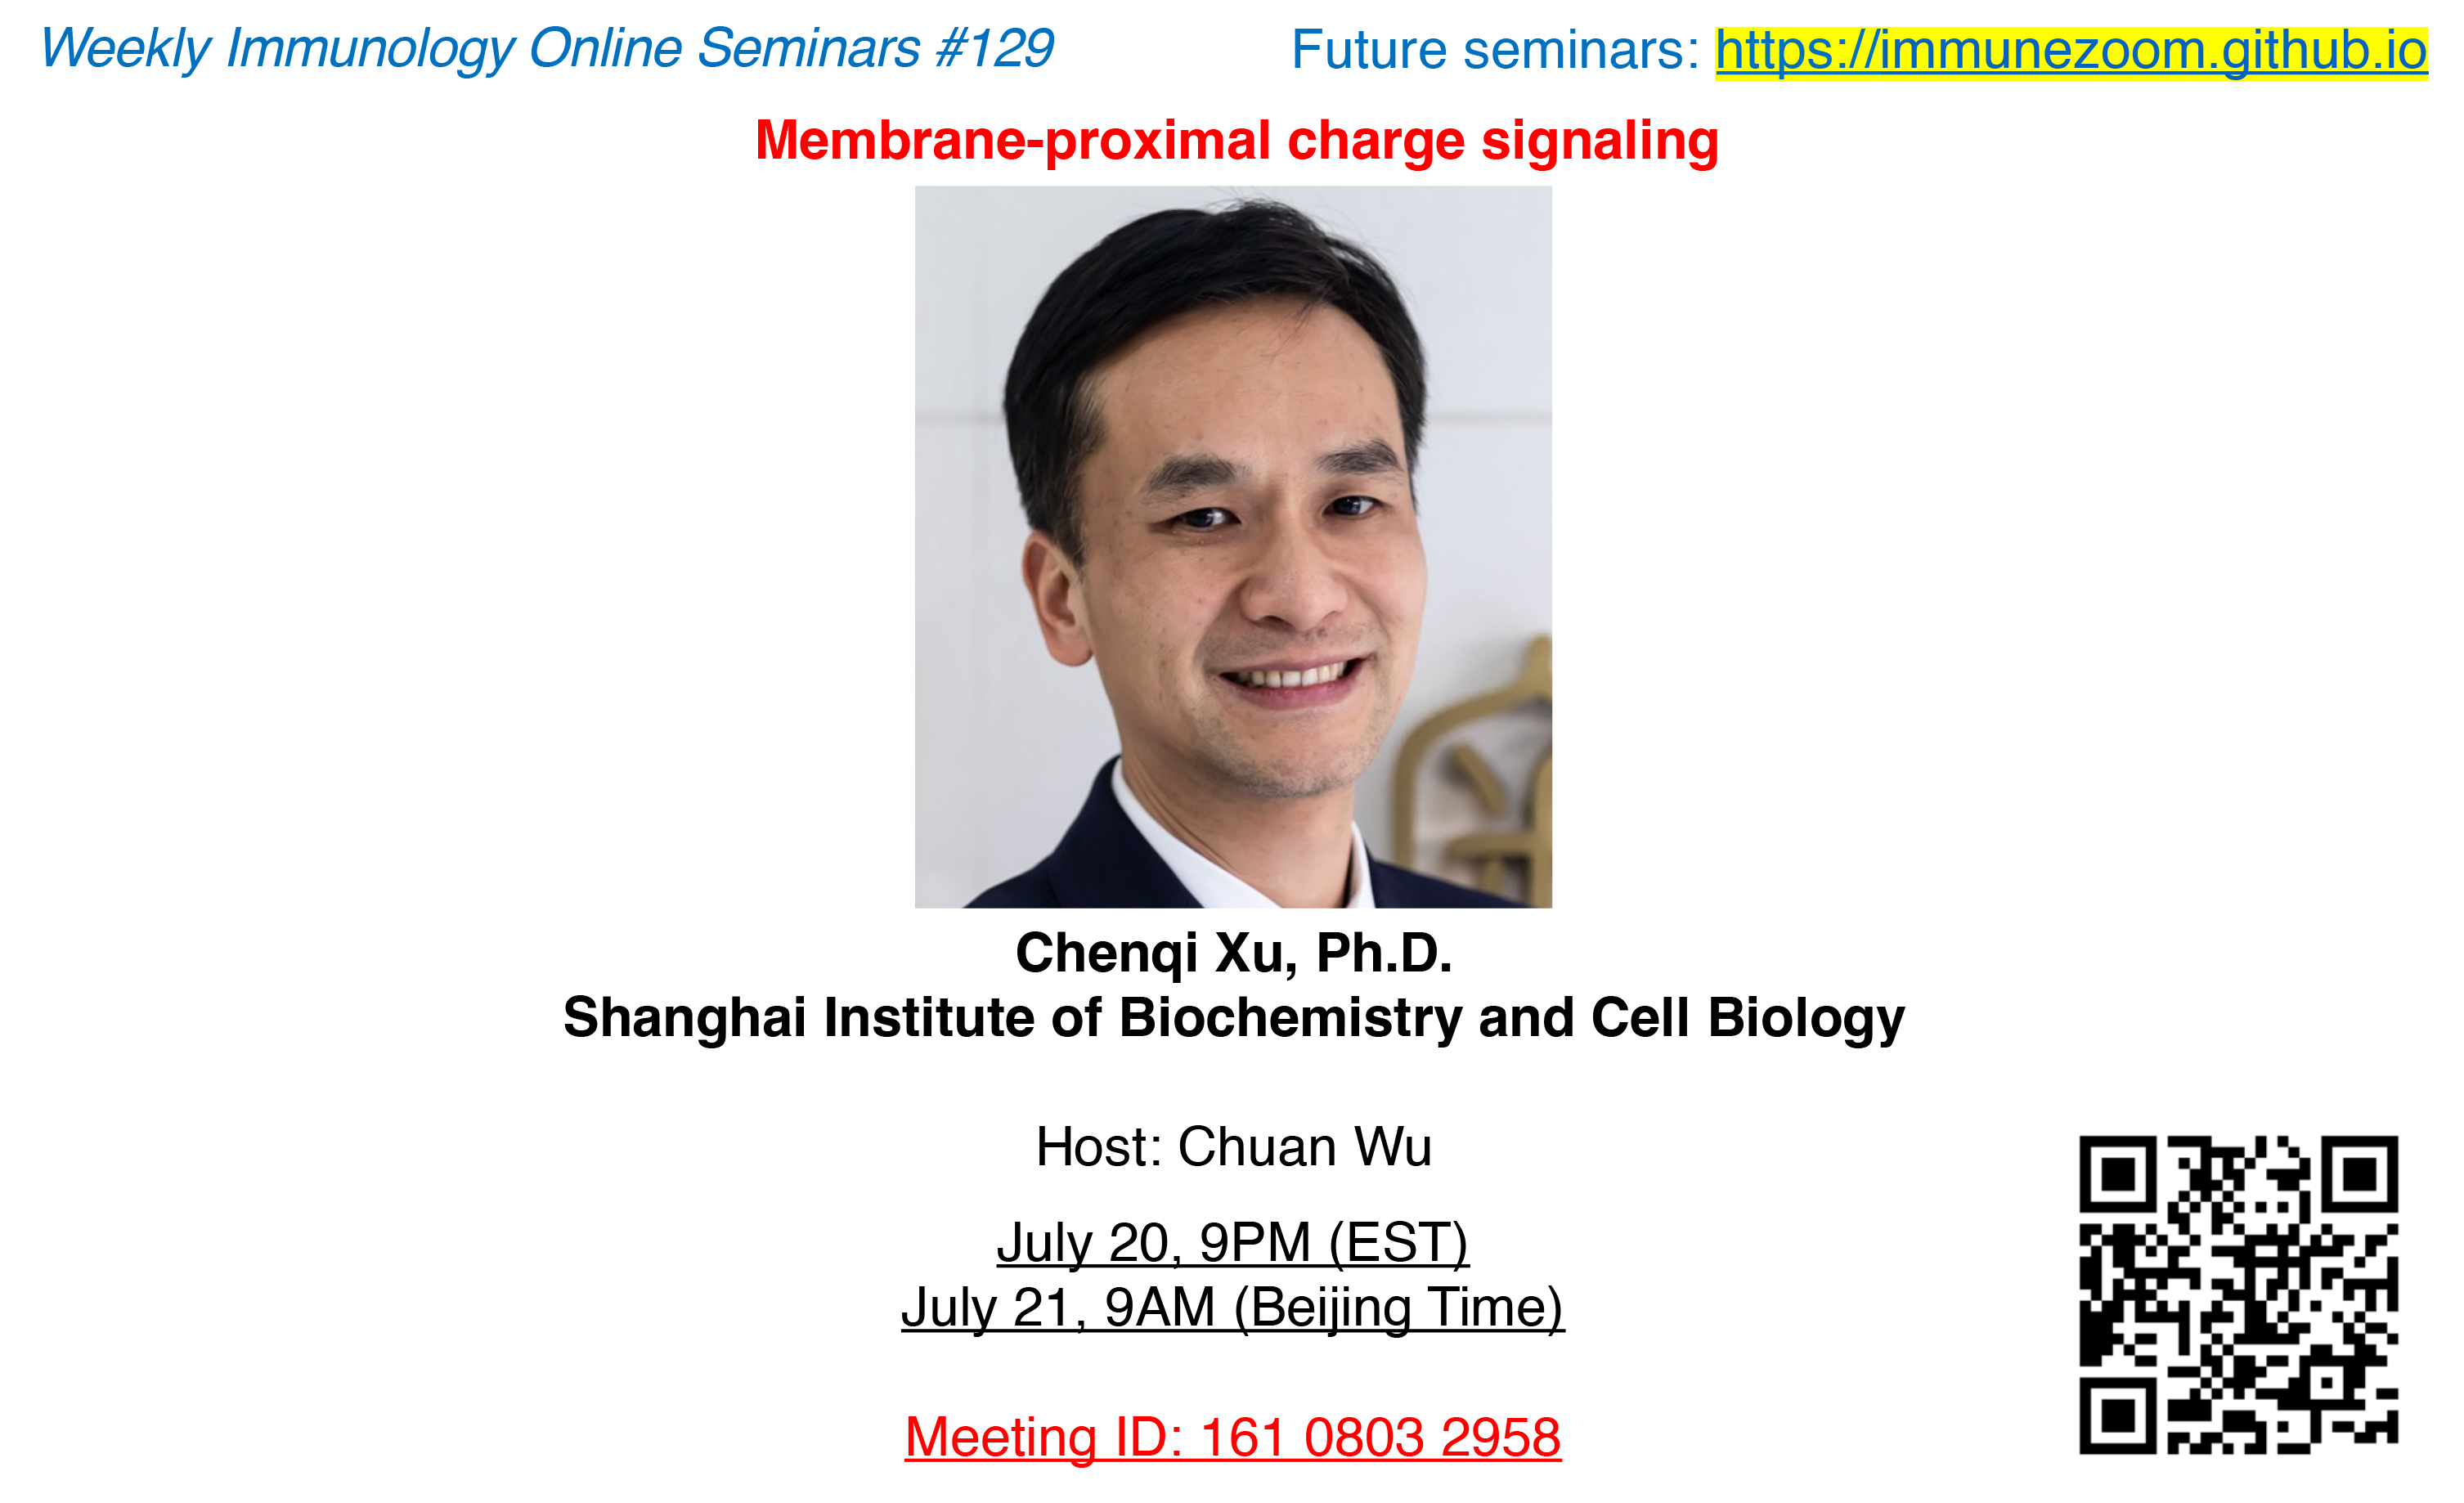 Weekly Immunology Online Seminars #129
Future seminars: https://immunezoom.github.io
Membrane-proximal charge signaling
Chenqi Xu, Ph.D.
Shanghai Institute of Biochemistry and Cell Biology
Host: Chuan Wu
July 20, 9PM (EST)
July 21, 9AM (Beijing Time)
Meeting ID: 161 0803 2958